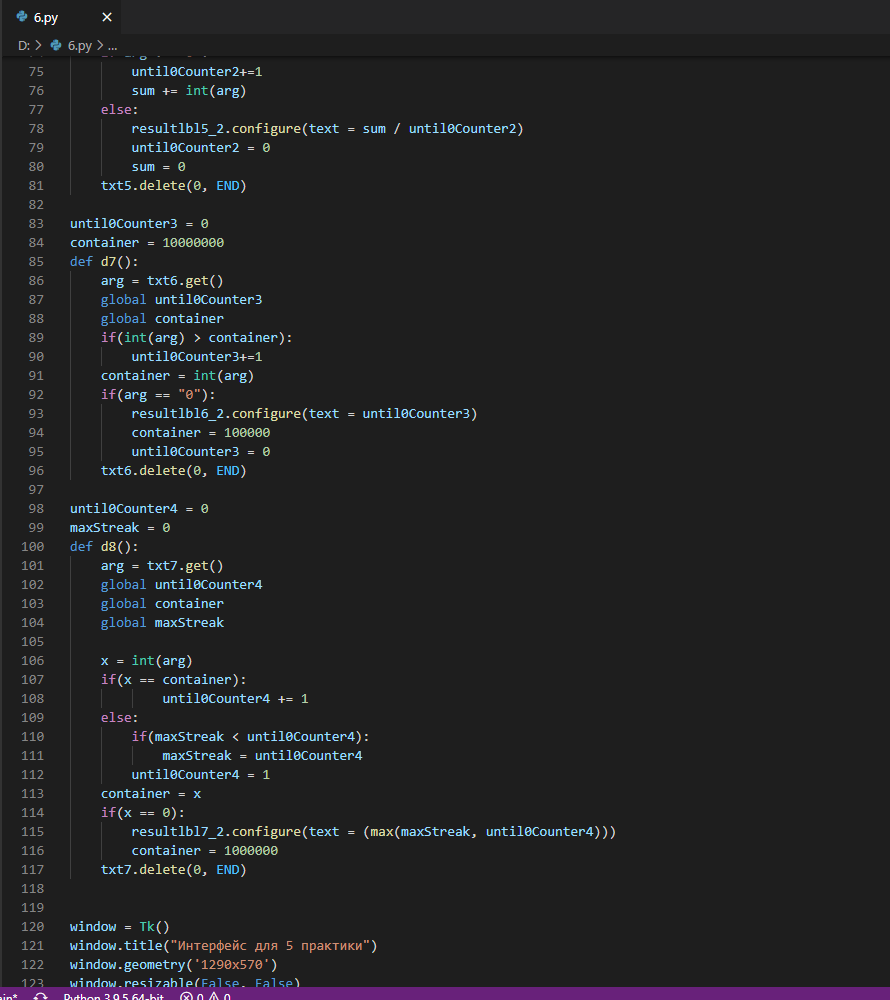 6.py
D: > 6.py > ...
75 until0Counter2+=1
76 sum += int(arg)
77 else:
78 resultlbl5_2.configure(text = sum / until0Counter2)
79 until0Counter2 = 0
80 sum = 0
81 txt5.delete(0, END)
82
83 until0Counter3 = 0
84 container = 10000000
85 def d7():
86 arg = txt6.get()
87 global until0Counter3
88 global container
89 if(int(arg) > container):
90 until0Counter3+=1
91 container = int(arg)
92 if(arg == "0"):
93 resultlbl6_2.configure(text = until0Counter3)
94 container = 100000
95 until0Counter3 = 0
96 txt6.delete(0, END)
97
98 until0Counter4 = 0
99 maxStreak = 0
100 def d8():
101 arg = txt7.get()
102 global until0Counter4
103 global container
104 global maxStreak
105
106 x = int(arg)
107 if(x == container):
108 until0Counter4 += 1
109 else:
110 if(maxStreak < until0Counter4):
111 maxStreak = until0Counter4
112 until0Counter4 = 1
113 container = x
114 if(x == 0):
115 resultlbl7_2.configure(text = (max(maxStreak, until0Counter4)))
116 container = 1000000
117 txt7.delete(0, END)
118
119
120 window = Tk()
121 window.title("Интерфейс для 5 практики")
122 window.geometry('1290x570')
123 window.resizable(False, False)
Python 3.9.5 64-bit 0 0